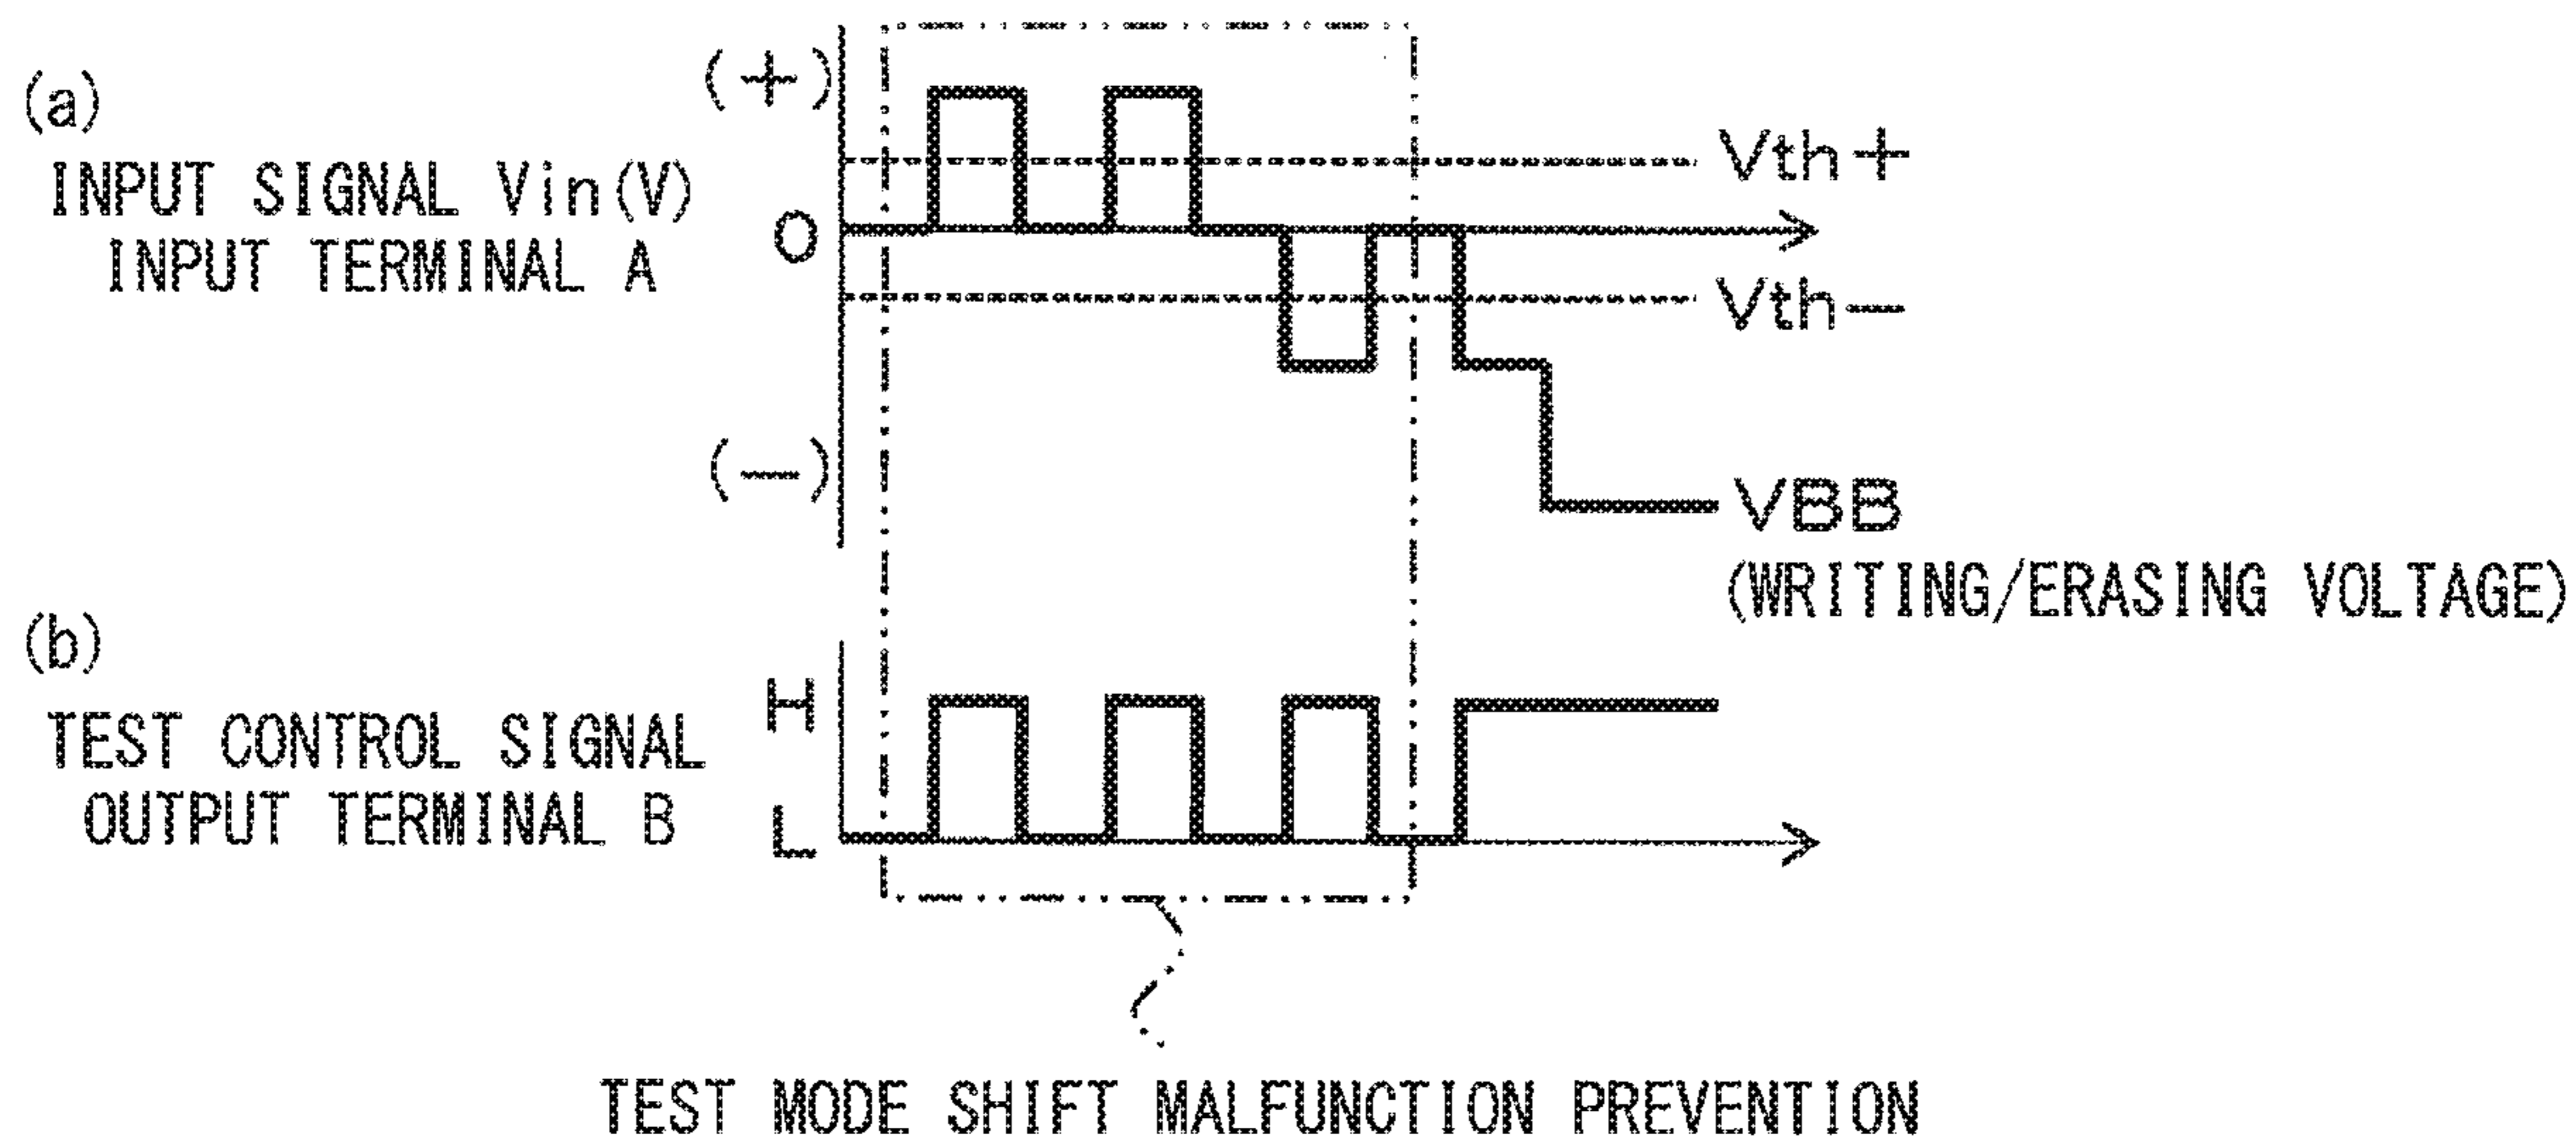 (a)
INPUT SIGNAL Vin(V)
INPUT TERMINAL A
(+)
0
(−)
Vth+
Vth−
VBB
(WRITING/ERASING VOLTAGE)
(b)
TEST CONTROL SIGNAL
OUTPUT TERMINAL B
H
L
TEST MODE SHIFT MALFUNCTION PREVENTION